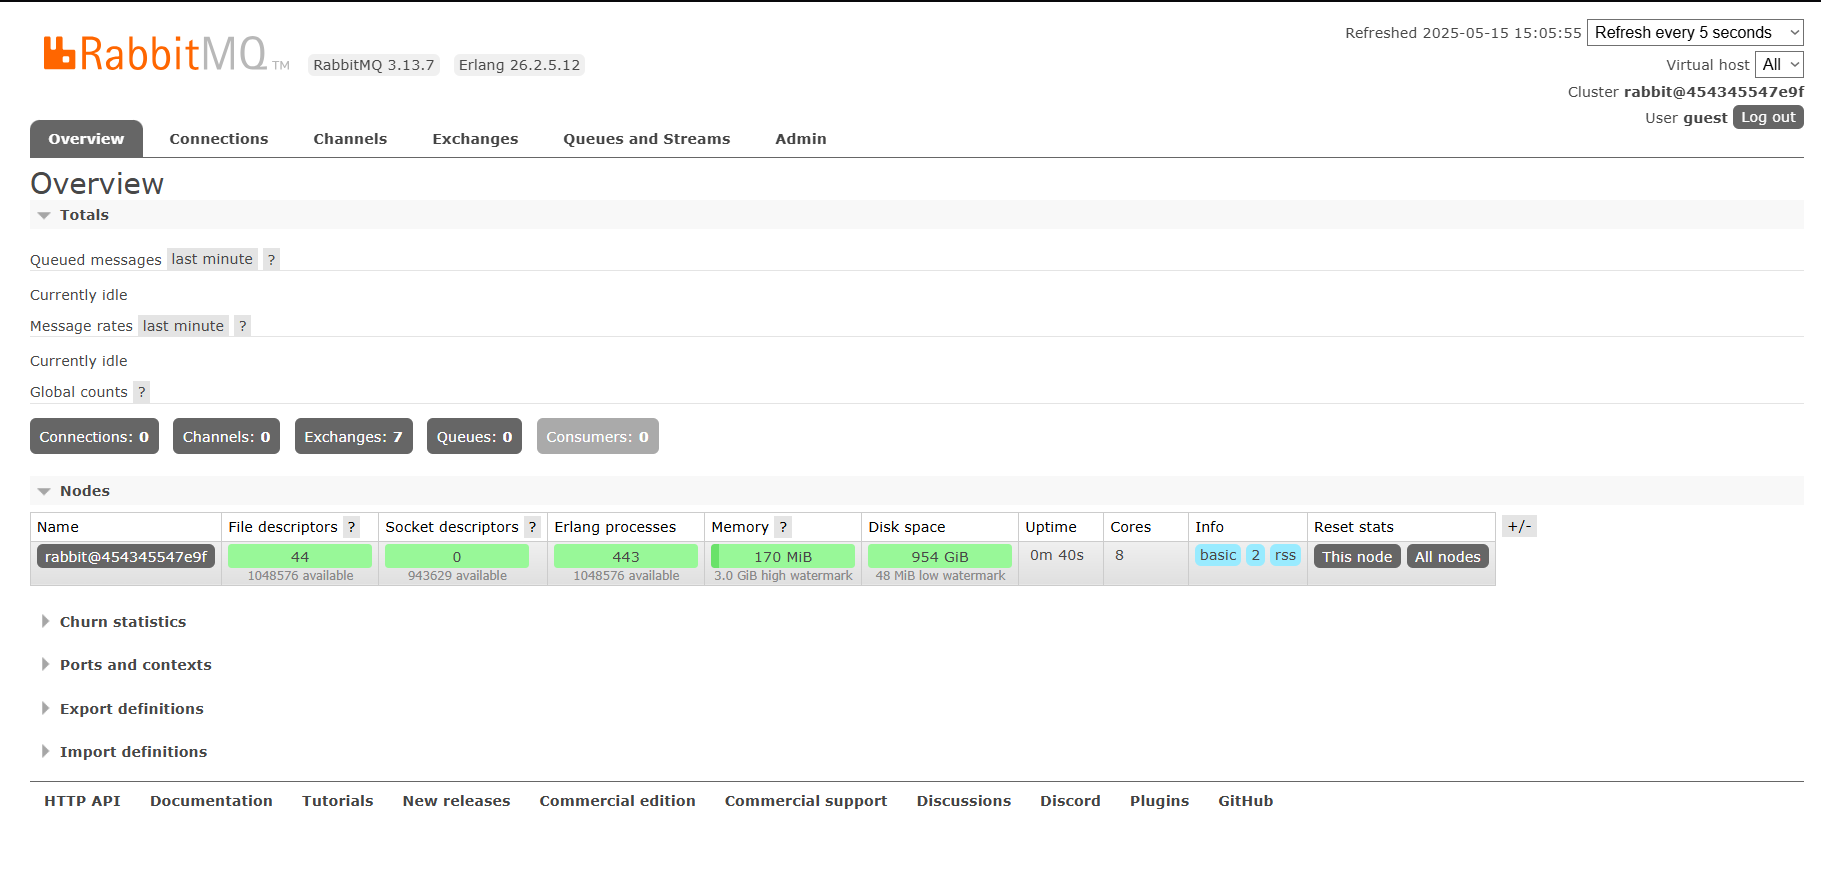 RabbitMQ TM RabbitMQ 3.13.7 Erlang 26.2.5.12
Refreshed 2025-05-15 15:05:55 Refresh every 5 seconds
Virtual host All
Cluster rabbit@454345547e9f
User guest Log out
Overview Connections Channels Exchanges Queues and Streams Admin
Overview
Totals
Queued messages last minute ?
Currently idle
Message rates last minute ?
Currently idle
Global counts ?
Connections: 0 Channels: 0 Exchanges: 7 Queues: 0 Consumers: 0
Nodes
Name File descriptors ? Socket descriptors ? Erlang processes Memory ? Disk space Uptime Cores Info Reset stats +/-
rabbit@454345547e9f 44 0 443 170 MiB 954 GiB 0m 40s 8 basic 2 rss This node All nodes
1048576 available 943629 available 1048576 available 3.0 GiB high watermark 48 MiB low watermark
Churn statistics
Ports and contexts
Export definitions
Import definitions
HTTP API Documentation Tutorials New releases Commercial edition Commercial support Discussions Discord Plugins GitHub